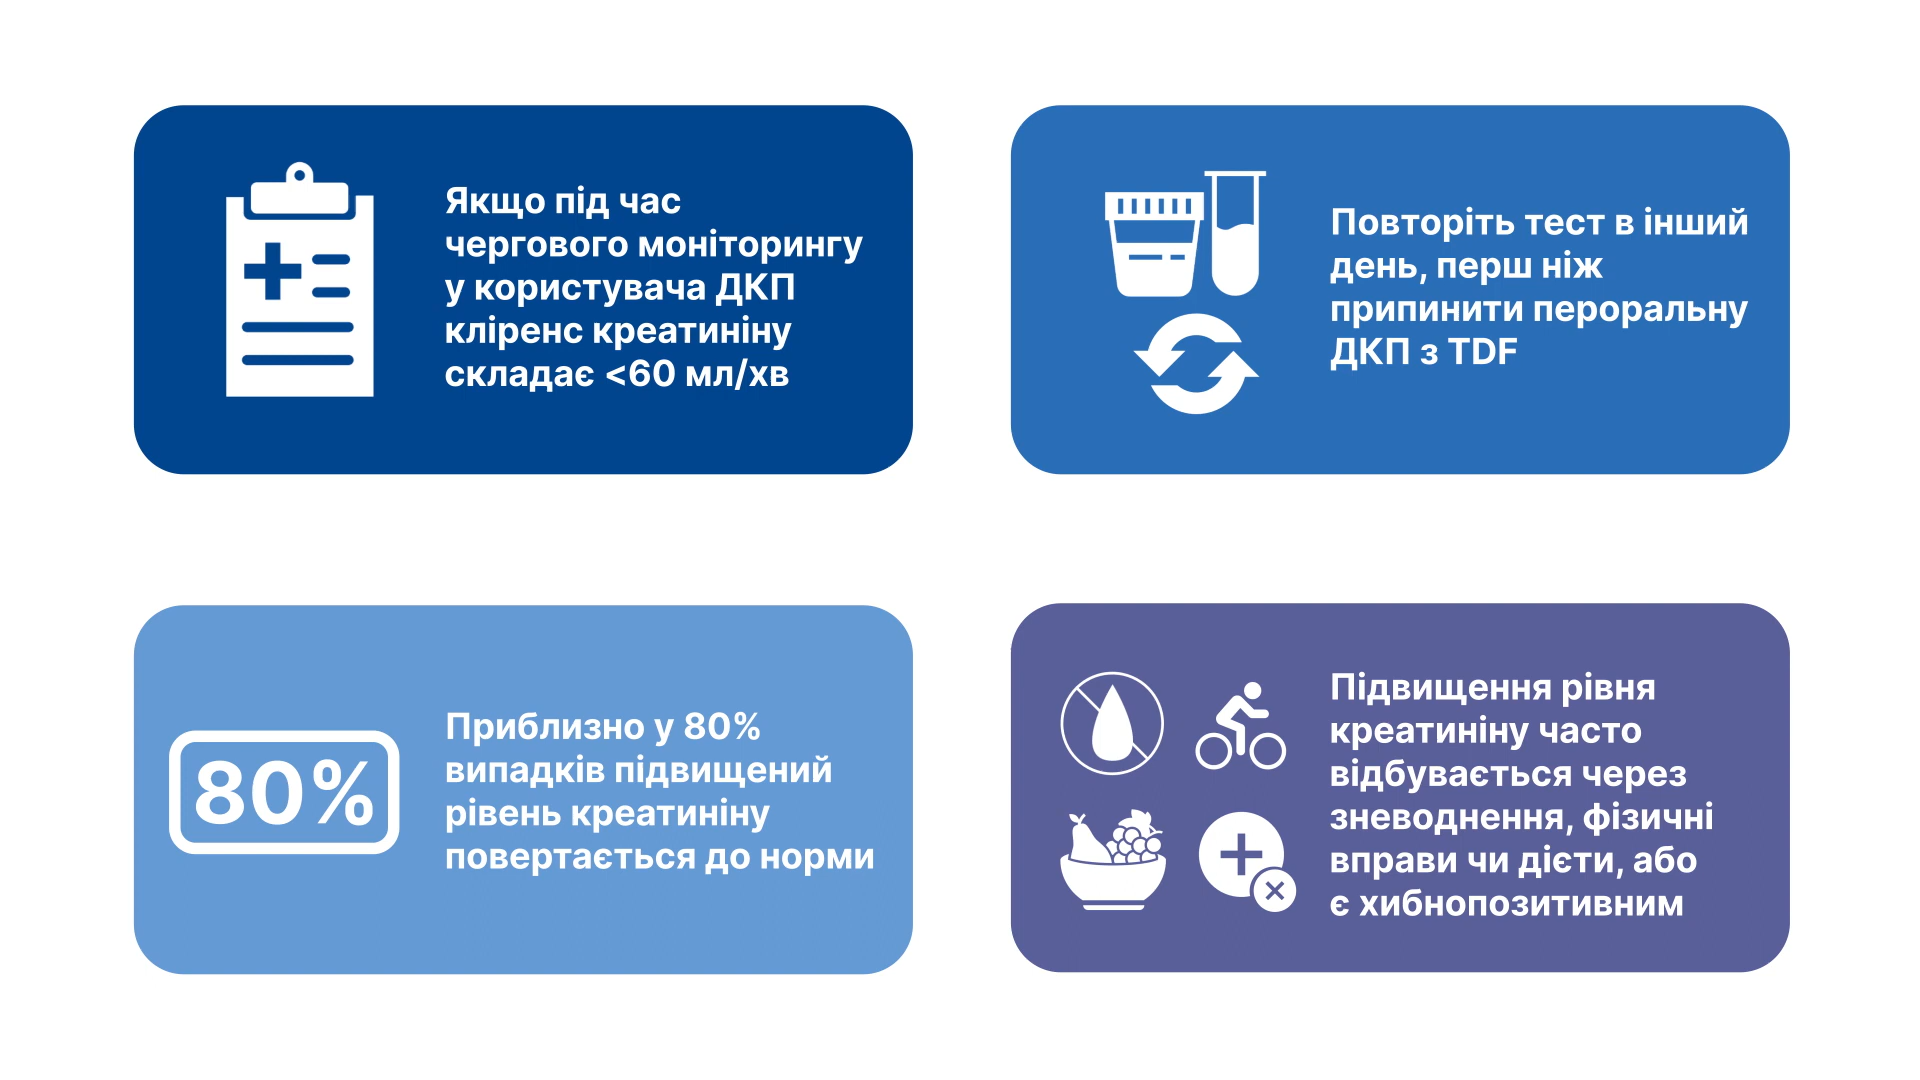 Якщо під час
чергового моніторингу
у користувача ДКП
кліренс креатиніну
складає <60 мл/хв
Повторіть тест в інший
день, перш ніж
припинити пероральну
ДКП з TDF
80%
Приблизно у 80%
випадків підвищений
рівень креатиніну
повертається до норми
Підвищення рівня
креатиніну часто
відбувається через
зневоднення, фізичні
вправи чи дієти, або
є хибнопозитивним